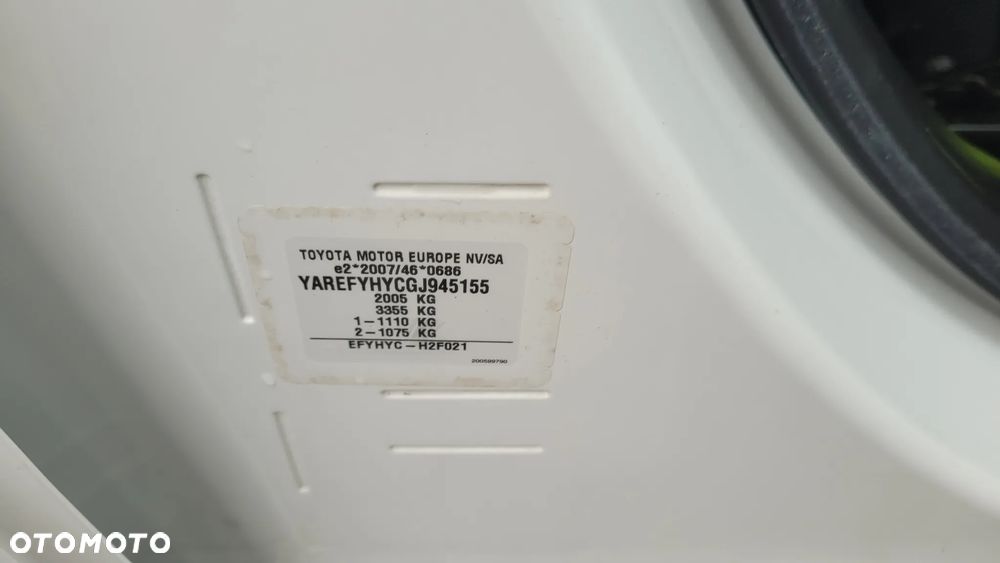 TOYOTA MOTOR EUROPE NV/SA
e2*2007/46*0686
YAREFYHYCGJ945155
2005 KG
3355 KG
1-1110 KG
2-1075 KG
EFYHYC-H2F021
200599790
OTOMOTO